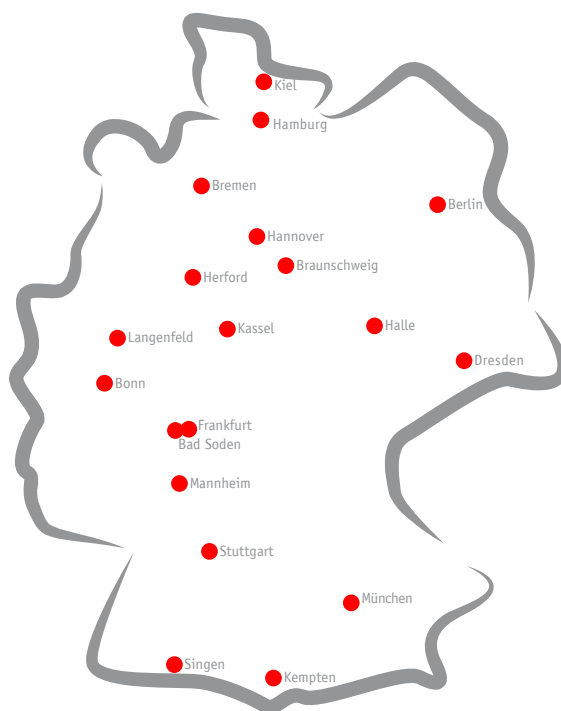 Kiel
Hamburg
Bremen
Berlin
Hannover
Braunschweig
Herford
Halle
Kassel
Langenfeld
Dresden
Bonn
Frankfurt
Bad Soden
Mannheim
Stuttgart
München
Singen
Kempten